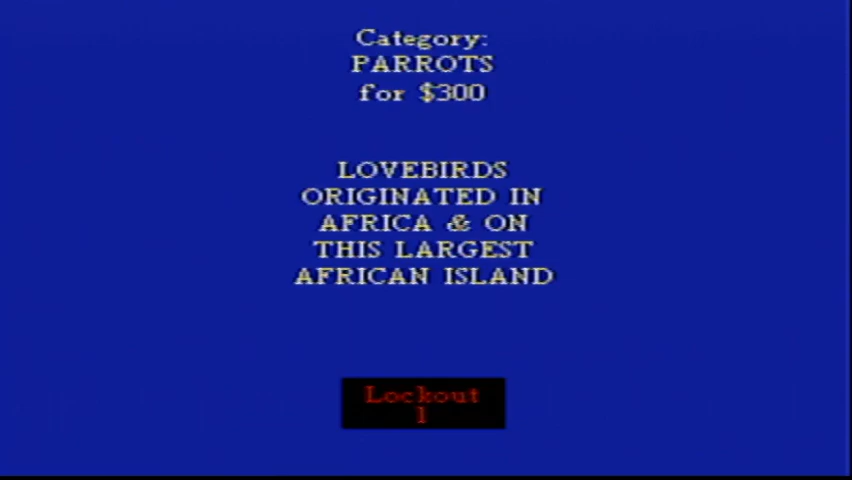 Category:
PARROTS
for $300
LOVEBIRDS
ORIGINATED IN
AFRICA & ON
THIS LARGEST
AFRICAN ISLAND
Lockout
1